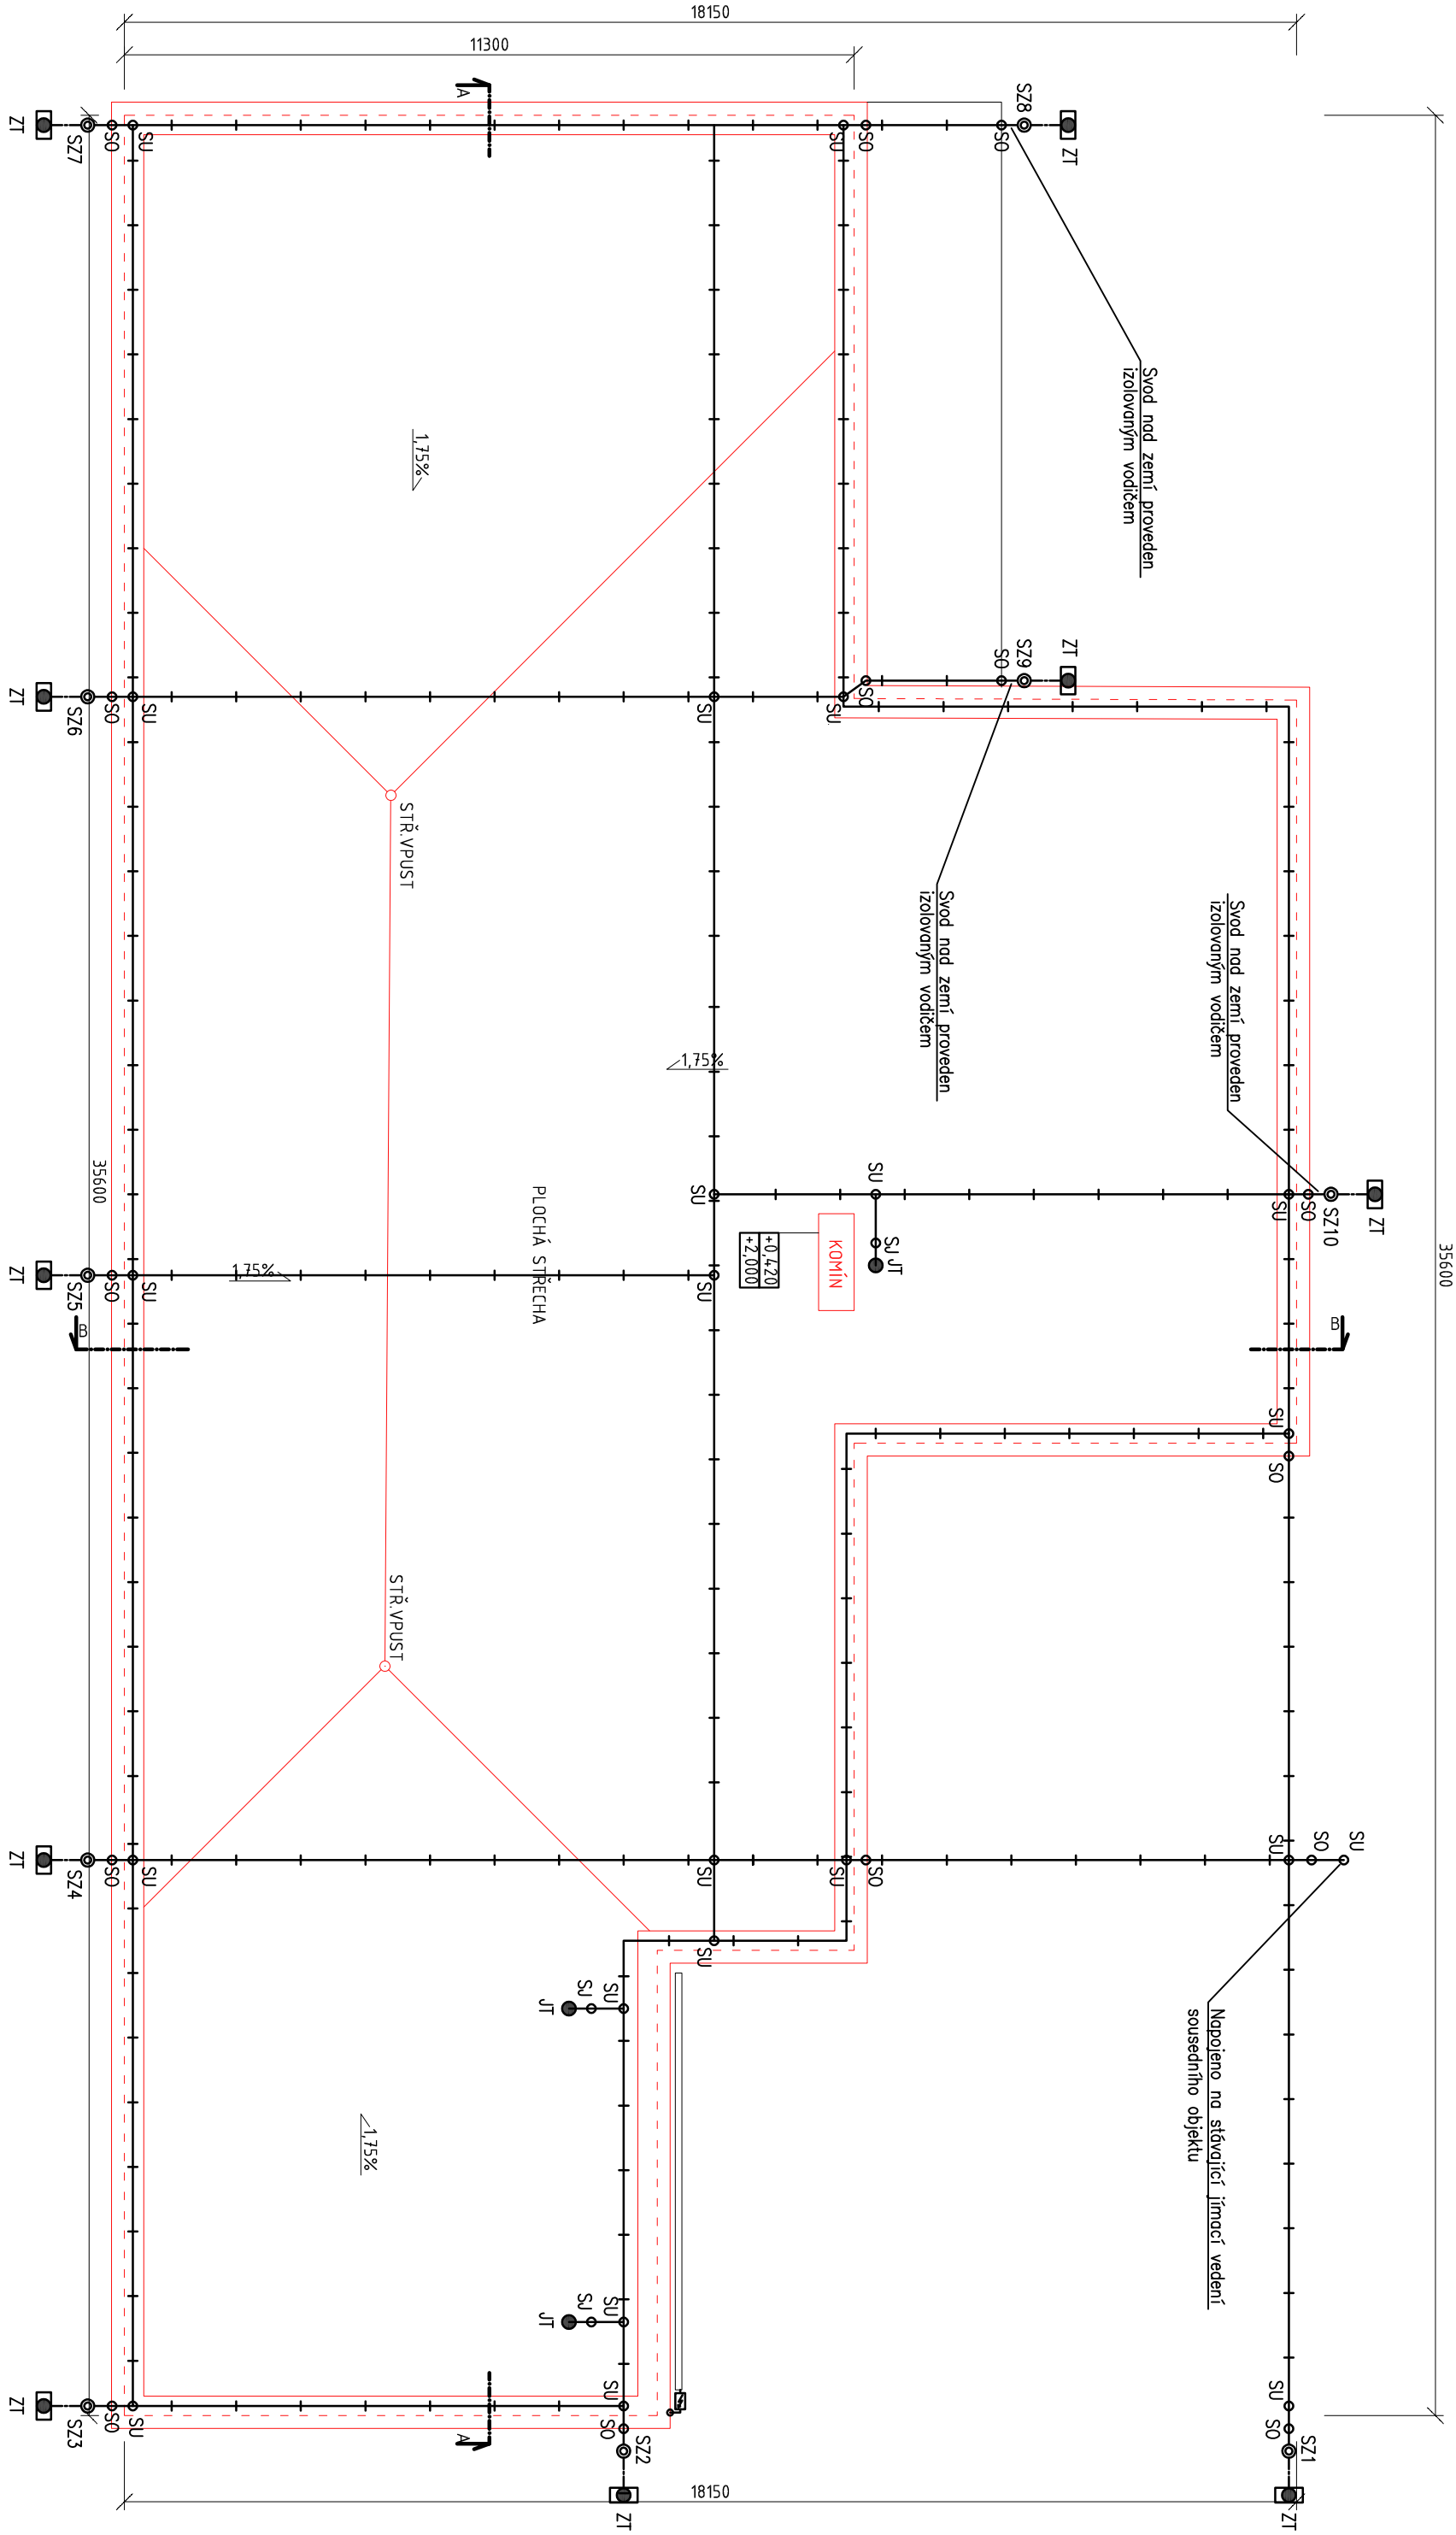 18150
11300
A
SZ8
ZT
ZT
SZ7
SO
SU
SU
SO
SO
Svod nad zemí proveden
izolovaným vodičem
1,75%
ZT
SZ9
SO
ZT
SZ6
SO
SU
SU
SU
SO
STŘ.VPUST
Svod nad zemí proveden
izolovaným vodičem
Svod nad zemí proveden
izolovaným vodičem
1,75%
35600
PLOCHÁ STŘECHA
SU
SU
SJ
JT
KOMÍN
+0,420
+2,000
SU
SO
SZ10
ZT
35600
ZT
SZ5
SO
SU
1,75%
SU
B
B
SU
SO
STŘ.VPUST
ZT
SZ4
SO
SU
SU
SU
SO
SU
SO
SU
SU
Napojeno na stávající jímací vedení
sousedního objektu
JT
SJ
SU
1,75%
JT
SJ
SU
ZT
SZ3
SO
SU
A
SU
SO
SZ2
ZT
SU
SO
SZ1
ZT
18150